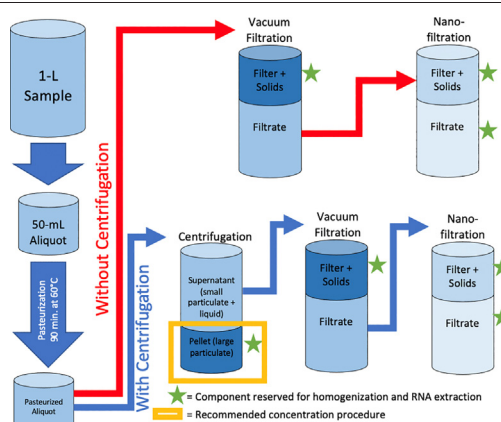 1-L
Sample
50-mL
Aliquot
Pasteurization
90 min. at 60°C
Pasteurized
Aliquot
Without Centrifugation
With Centrifugation
Vacuum
Filtration
Filter +
Solids
Filtrate
Nano-
filtration
Filter +
Solids
Filtrate
Centrifugation
Supernatant
(small
particulate +
liquid)
Pellet (large
particulate)
Vacuum
Filtration
Filter +
Solids
Filtrate
Nano-
filtration
Filter +
Solids
Filtrate
= Component reserved for homogenization and RNA extraction
= Recommended concentration procedure